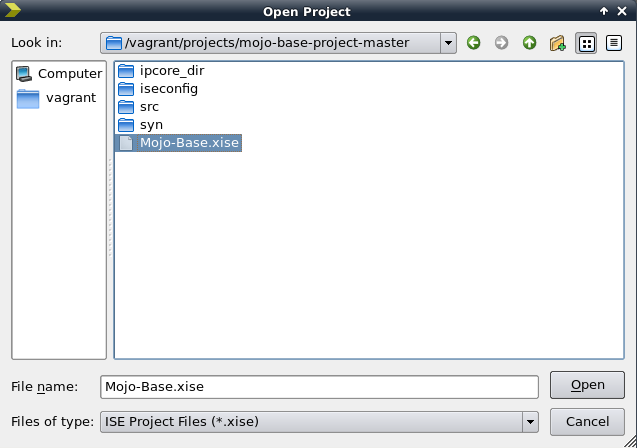 Open Project
Look in: /vagrant/projects/mojo-base-project-master
Computer
vagrant
ipcore_dir
iseconfig
src
syn
Mojo-Base.xise
File name: Mojo-Base.xise
Open
Files of type: ISE Project Files (*.xise)
Cancel